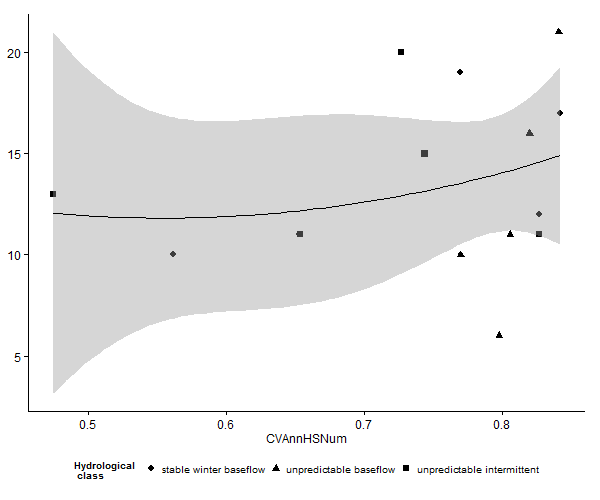 20
15
10
5
0.5 0.6 0.7 0.8
CVAnnHSNum
Hydrological
class
stable winter baseflow unpredictable baseflow unpredictable intermittent